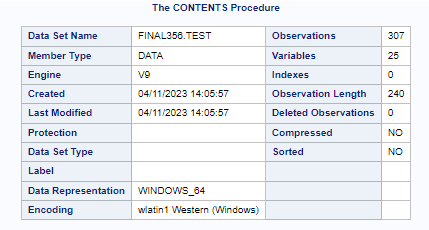 The CONTENTS Procedure
Data Set Name FINAL356.TEST Observations 307
Member Type DATA Variables 25
Engine V9 Indexes 0
Created 04/11/2023 14:05:57 Observation Length 240
Last Modified 04/11/2023 14:05:57 Deleted Observations 0
Protection Compressed NO
Data Set Type Sorted NO
Label
Data Representation WINDOWS_64
Encoding wlatin1 Western (Windows)